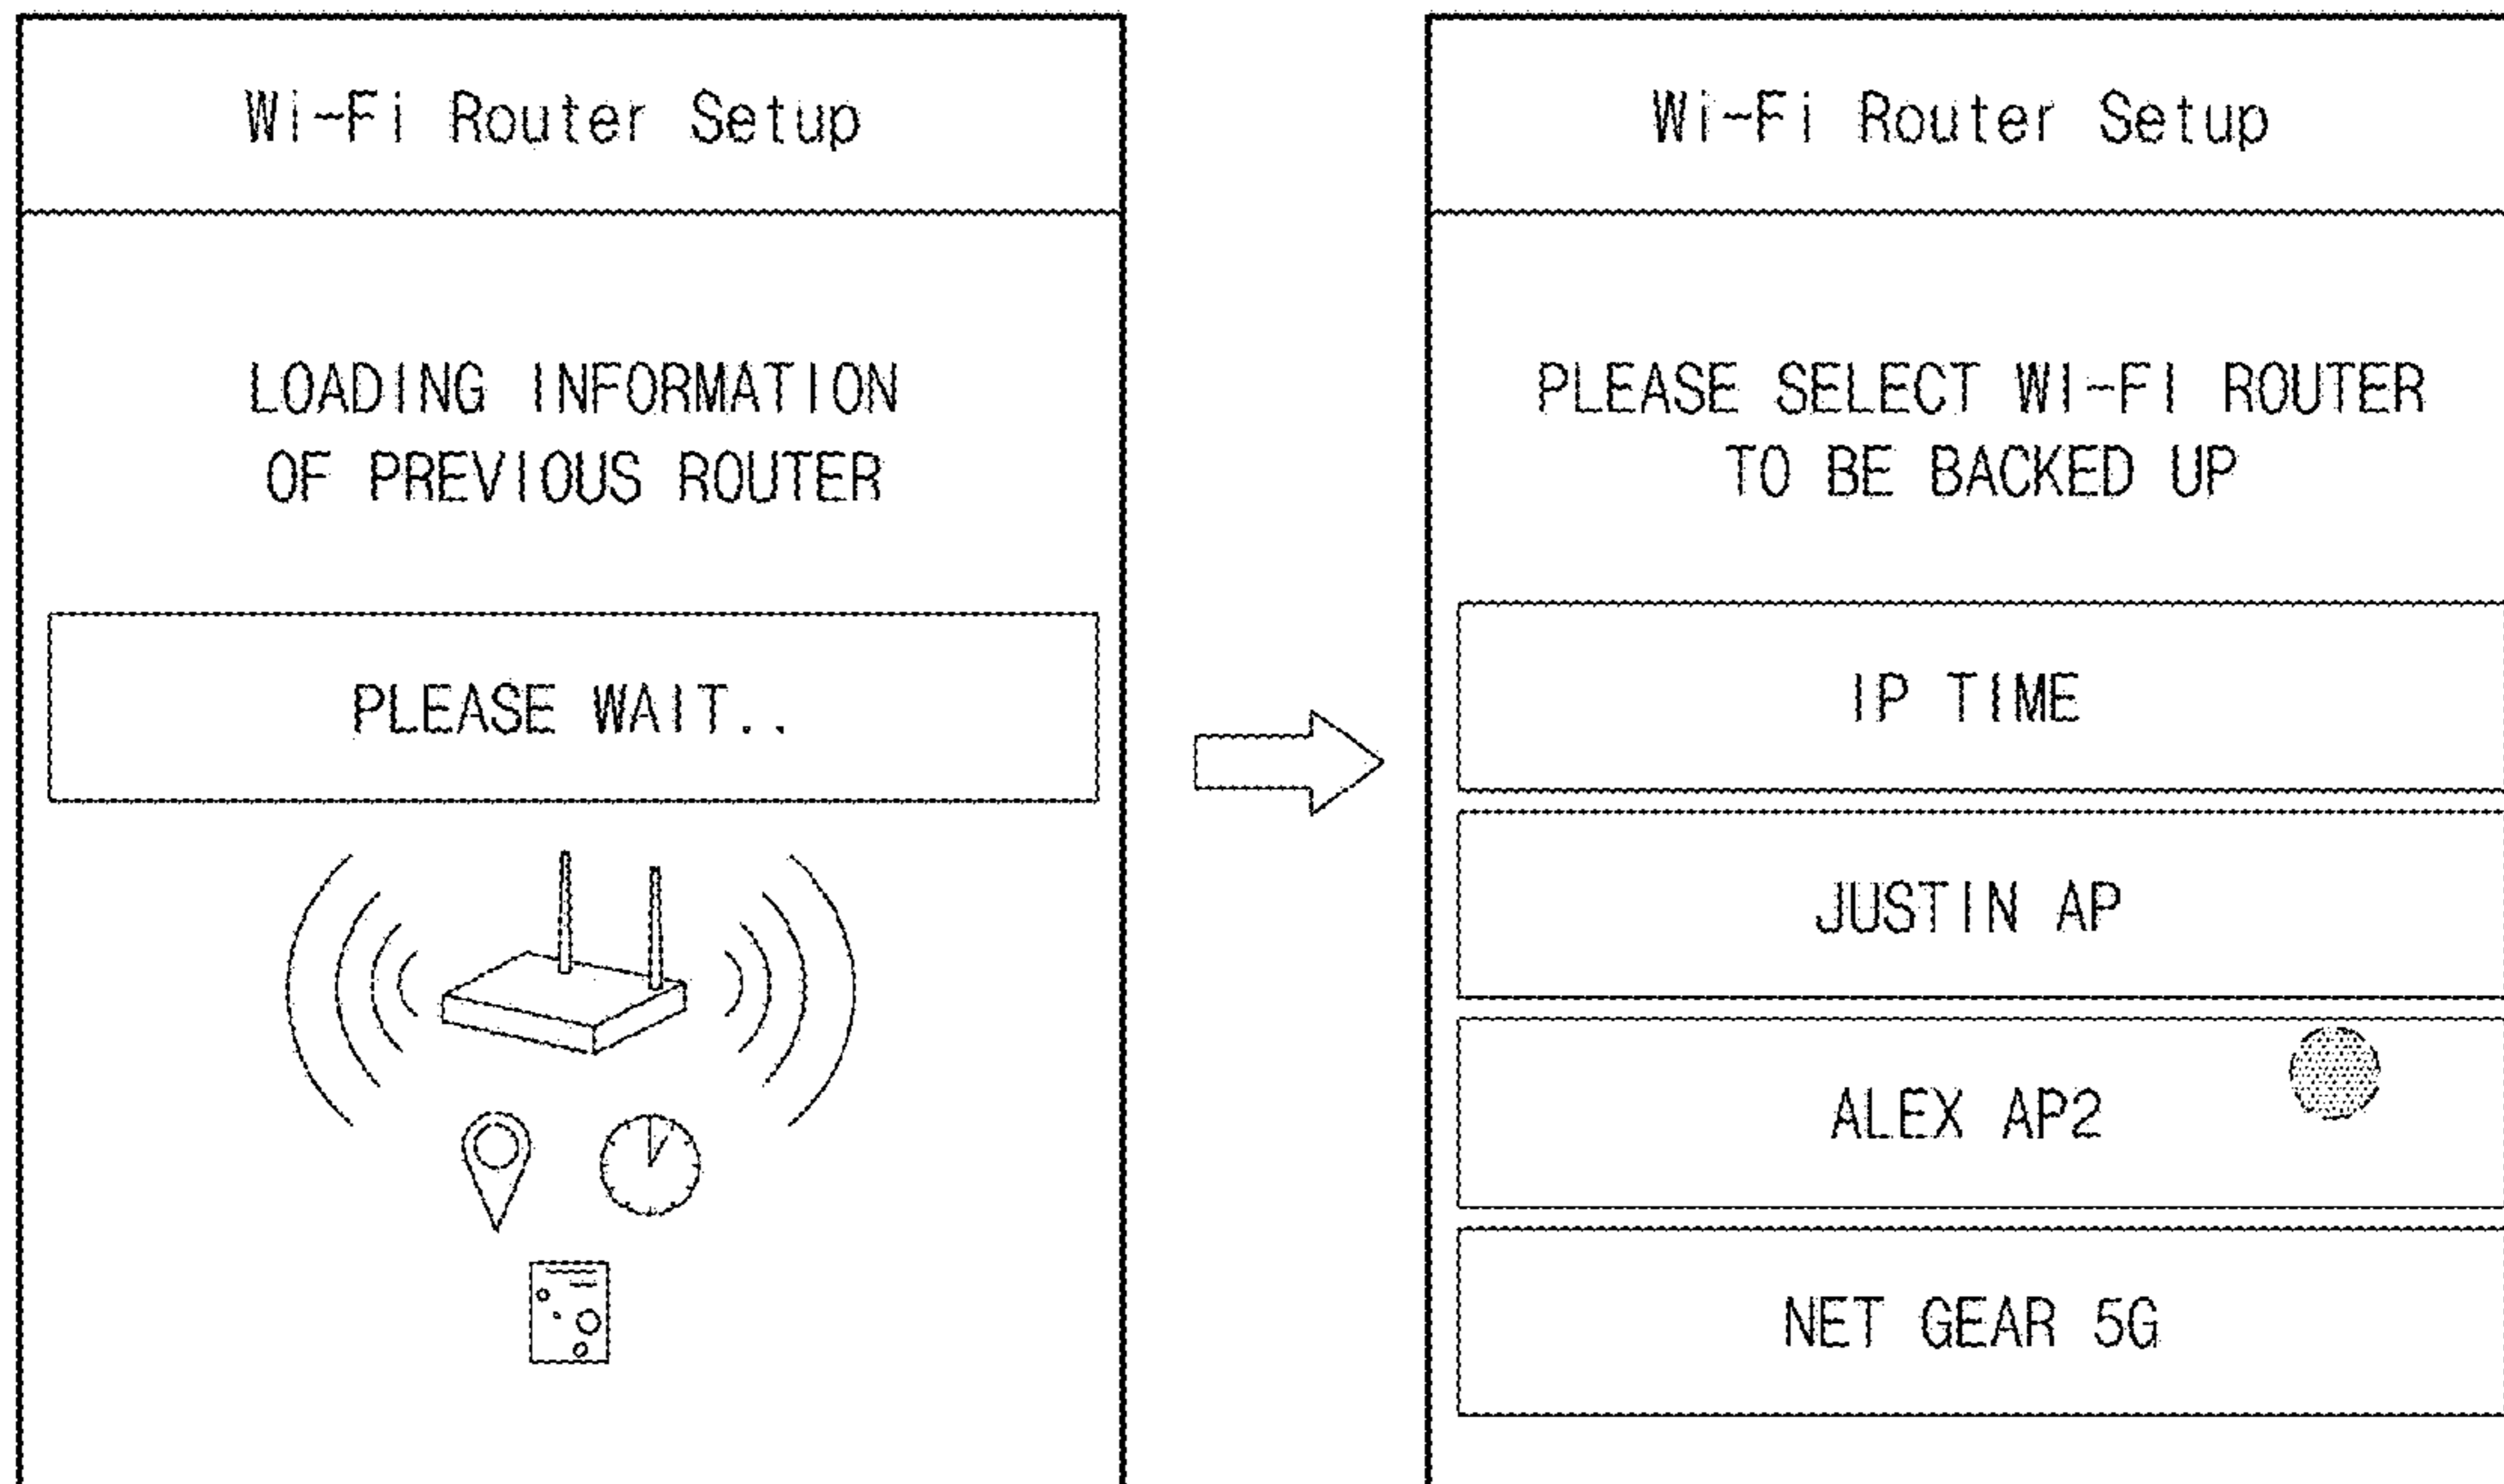 Wi-Fi Router Setup
LOADING INFORMATION
OF PREVIOUS ROUTER
PLEASE WAIT..
Wi-Fi Router Setup
PLEASE SELECT WI-FI ROUTER
TO BE BACKED UP
IP TIME
JUSTIN AP
ALEX AP2
NET GEAR 5G